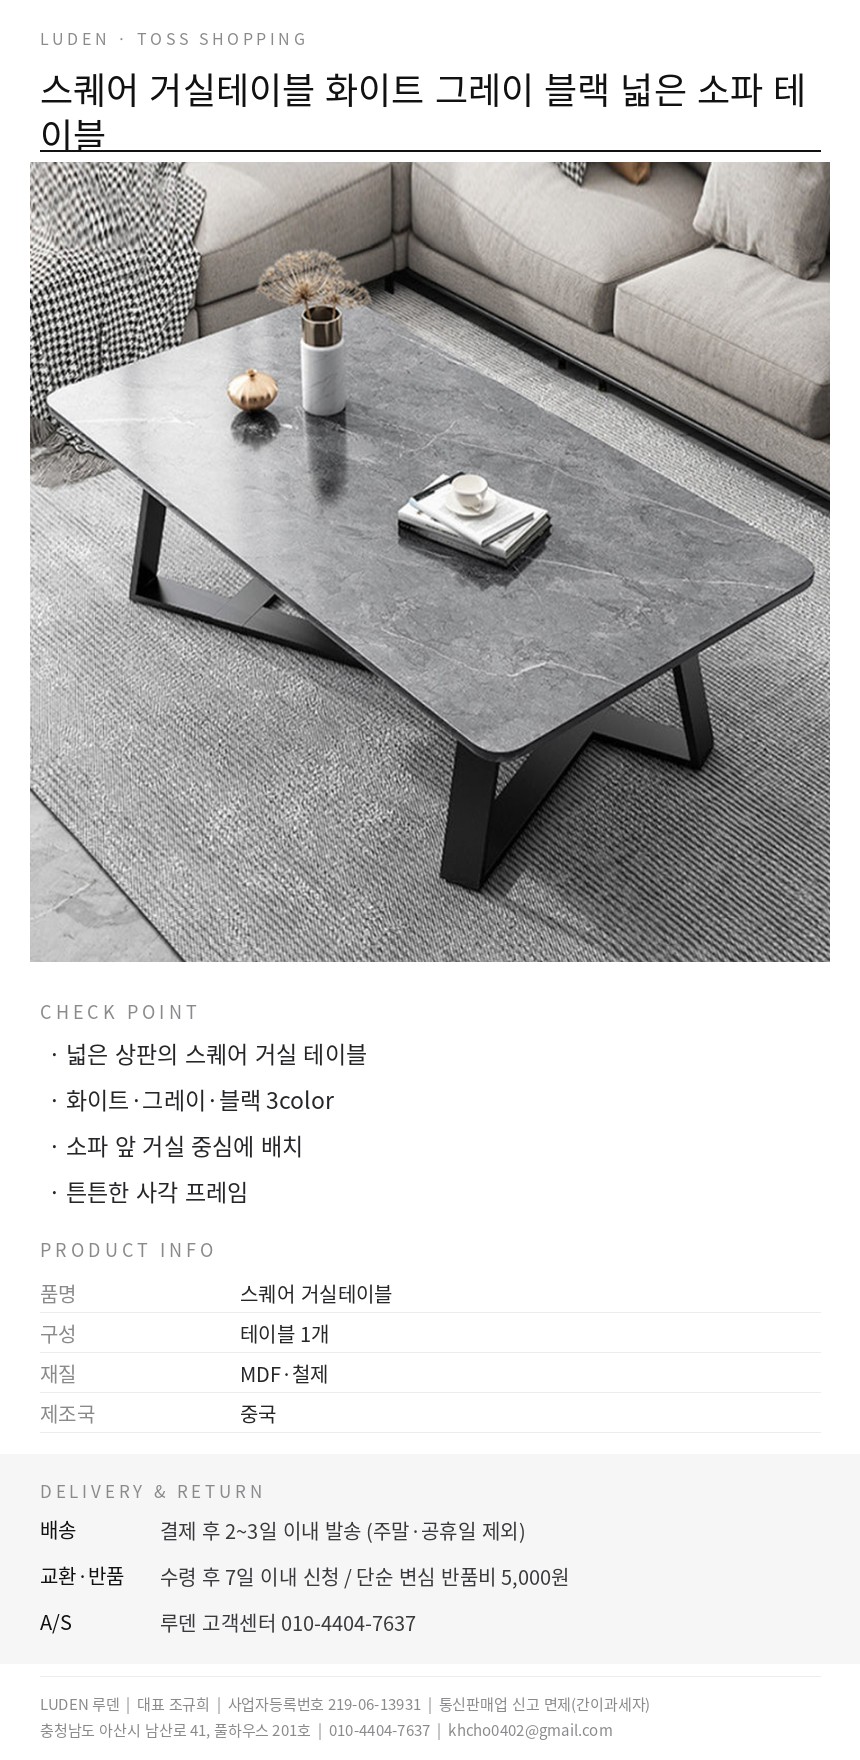 LUDEN · TOSS SHOPPING
스퀘어 거실테이블 화이트 그레이 블랙 넓은 소파 테
이블
CHECK POINT
· 넓은 상판의 스퀘어 거실 테이블
· 화이트·그레이·블랙 3color
· 소파 앞 거실 중심에 배치
· 튼튼한 사각 프레임
PRODUCT INFO
품명 스퀘어 거실테이블
구성 테이블 1개
재질 MDF·철제
제조국 중국
DELIVERY & RETURN
배송 결제 후 2~3일 이내 발송 (주말·공휴일 제외)
교환·반품 수령 후 7일 이내 신청 / 단순 변심 반품비 5,000원
A/S 루덴 고객센터 010-4404-7637
LUDEN 루덴 | 대표 조규희 | 사업자등록번호 219-06-13931 | 통신판매업 신고 면제(간이과세자)
충청남도 아산시 남산로 41, 풀하우스 201호 | 010-4404-7637 | khcho0402@gmail.com